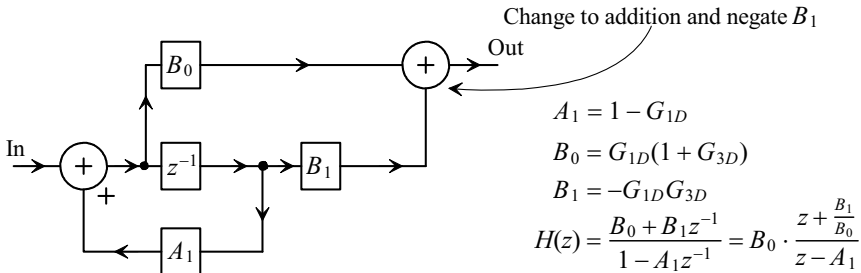 Change to addition and negate B₁
Out
B₀
+
In
+
+
z⁻¹
B₁
A₁
A₁ = 1 − G₁D
B₀ = G₁D(1 + G₃D)
B₁ = −G₁DG₃D
H(z) = (B₀ + B₁z⁻¹)/(1 − A₁z⁻¹) = B₀ · (z + B₁/B₀)/(z − A₁)